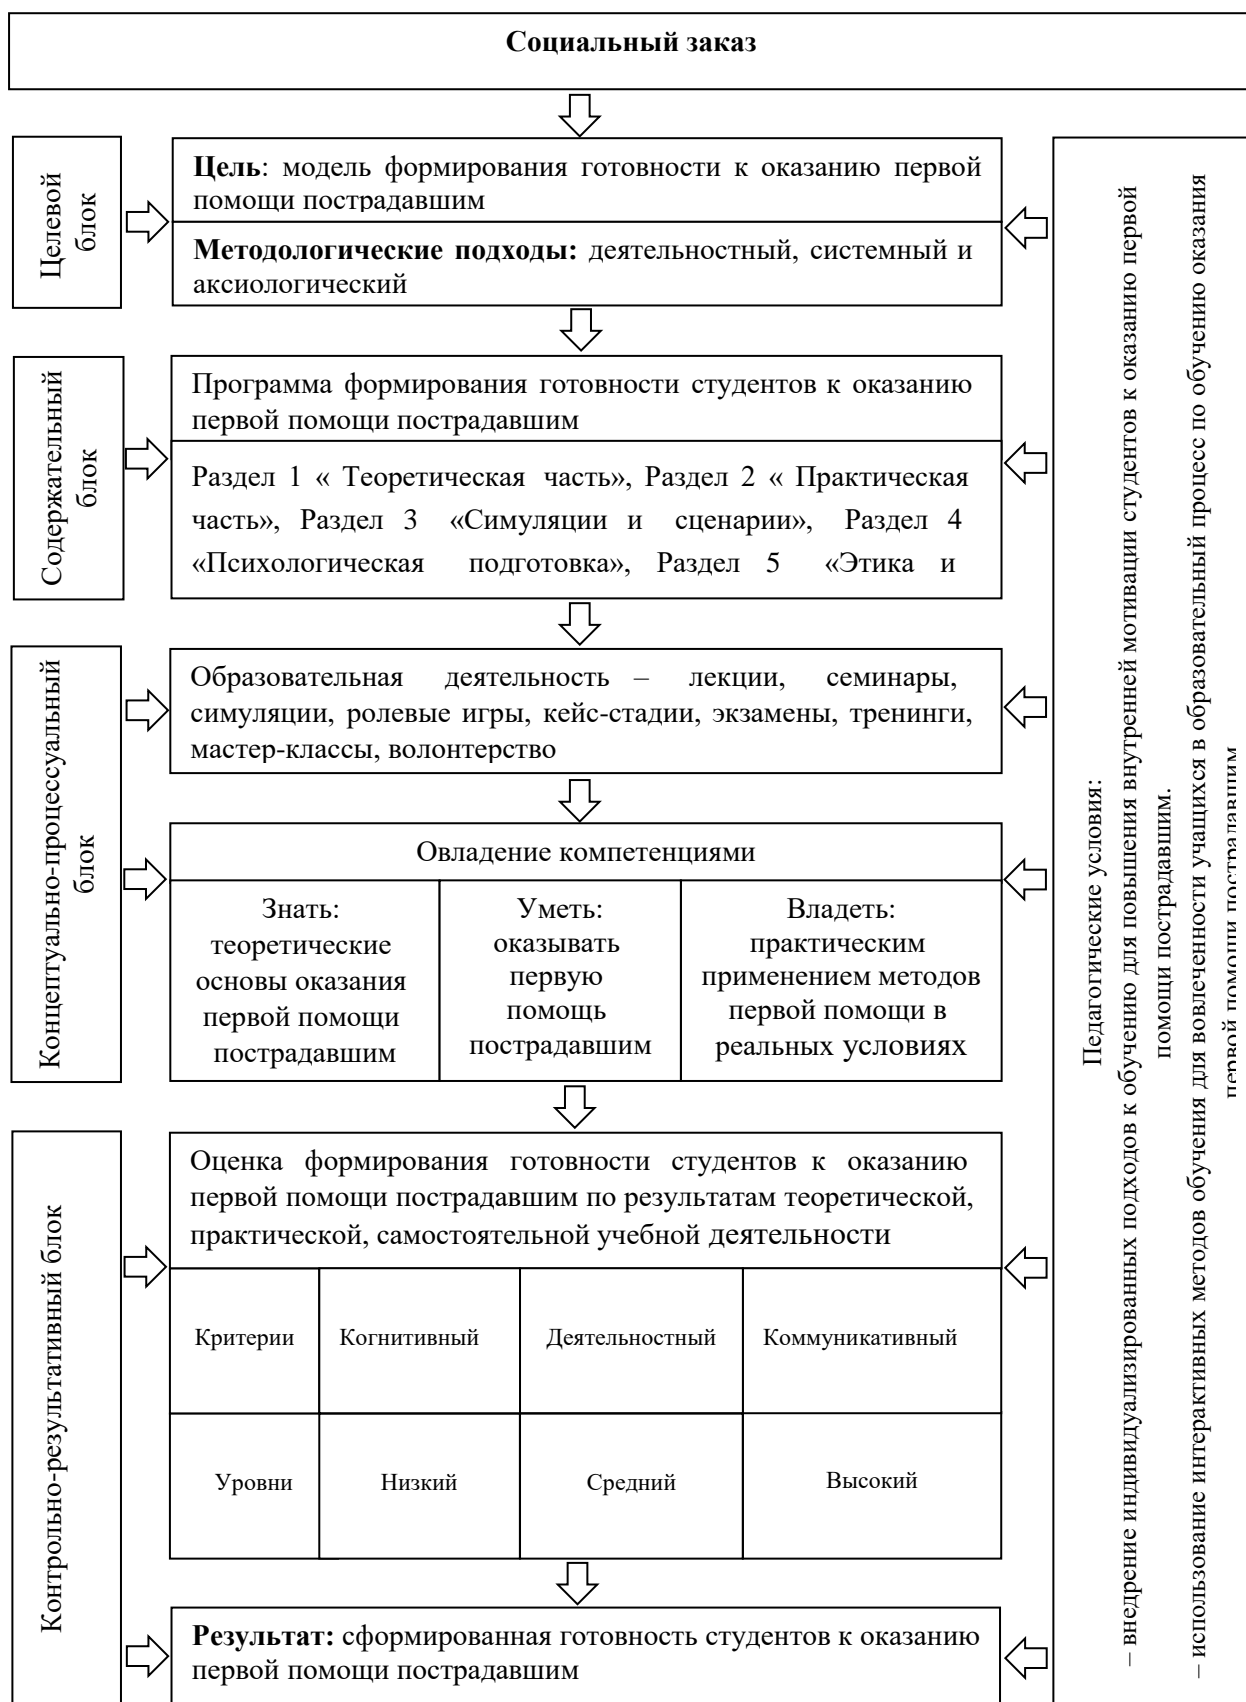 Социальный заказ
Целевой
блок
Цель: модель формирования готовности к оказанию первой
помощи пострадавшим
Методологические подходы: деятельностный, системный и
аксиологический
Содержательный
блок
Программа формирования готовности студентов к оказанию
первой помощи пострадавшим
Раздел 1 « Теоретическая часть», Раздел 2 « Практическая
часть», Раздел 3 «Симуляции и сценарии», Раздел 4
«Психологическая подготовка», Раздел 5 «Этика и
Концептуально-процессуальный
блок
Образовательная деятельность – лекции, семинары,
симуляции, ролевые игры, кейс-стадии, экзамены, тренинги,
мастер-классы, волонтерство
Овладение компетенциями
Знать:
теоретические
основы оказания
первой помощи
пострадавшим
Уметь:
оказывать
первую
помощь
пострадавшим
Владеть:
практическим
применением методов
первой помощи в
реальных условиях
Контрольно-результативный блок
Оценка формирования готовности студентов к оказанию
первой помощи пострадавшим по результатам теоретической,
практической, самостоятельной учебной деятельности
Критерии Когнитивный Деятельностный Коммуникативный
Уровни Низкий Средний Высокий
Результат: сформированная готовность студентов к оказанию
первой помощи пострадавшим
Педагогические условия:
– внедрение индивидуализированных подходов к обучению для повышения внутренней мотивации студентов к оказанию первой
помощи пострадавшим.
– использование интерактивных методов обучения для вовлеченности учащихся в образовательный процесс по обучению оказания
первой помощи пострадавшим